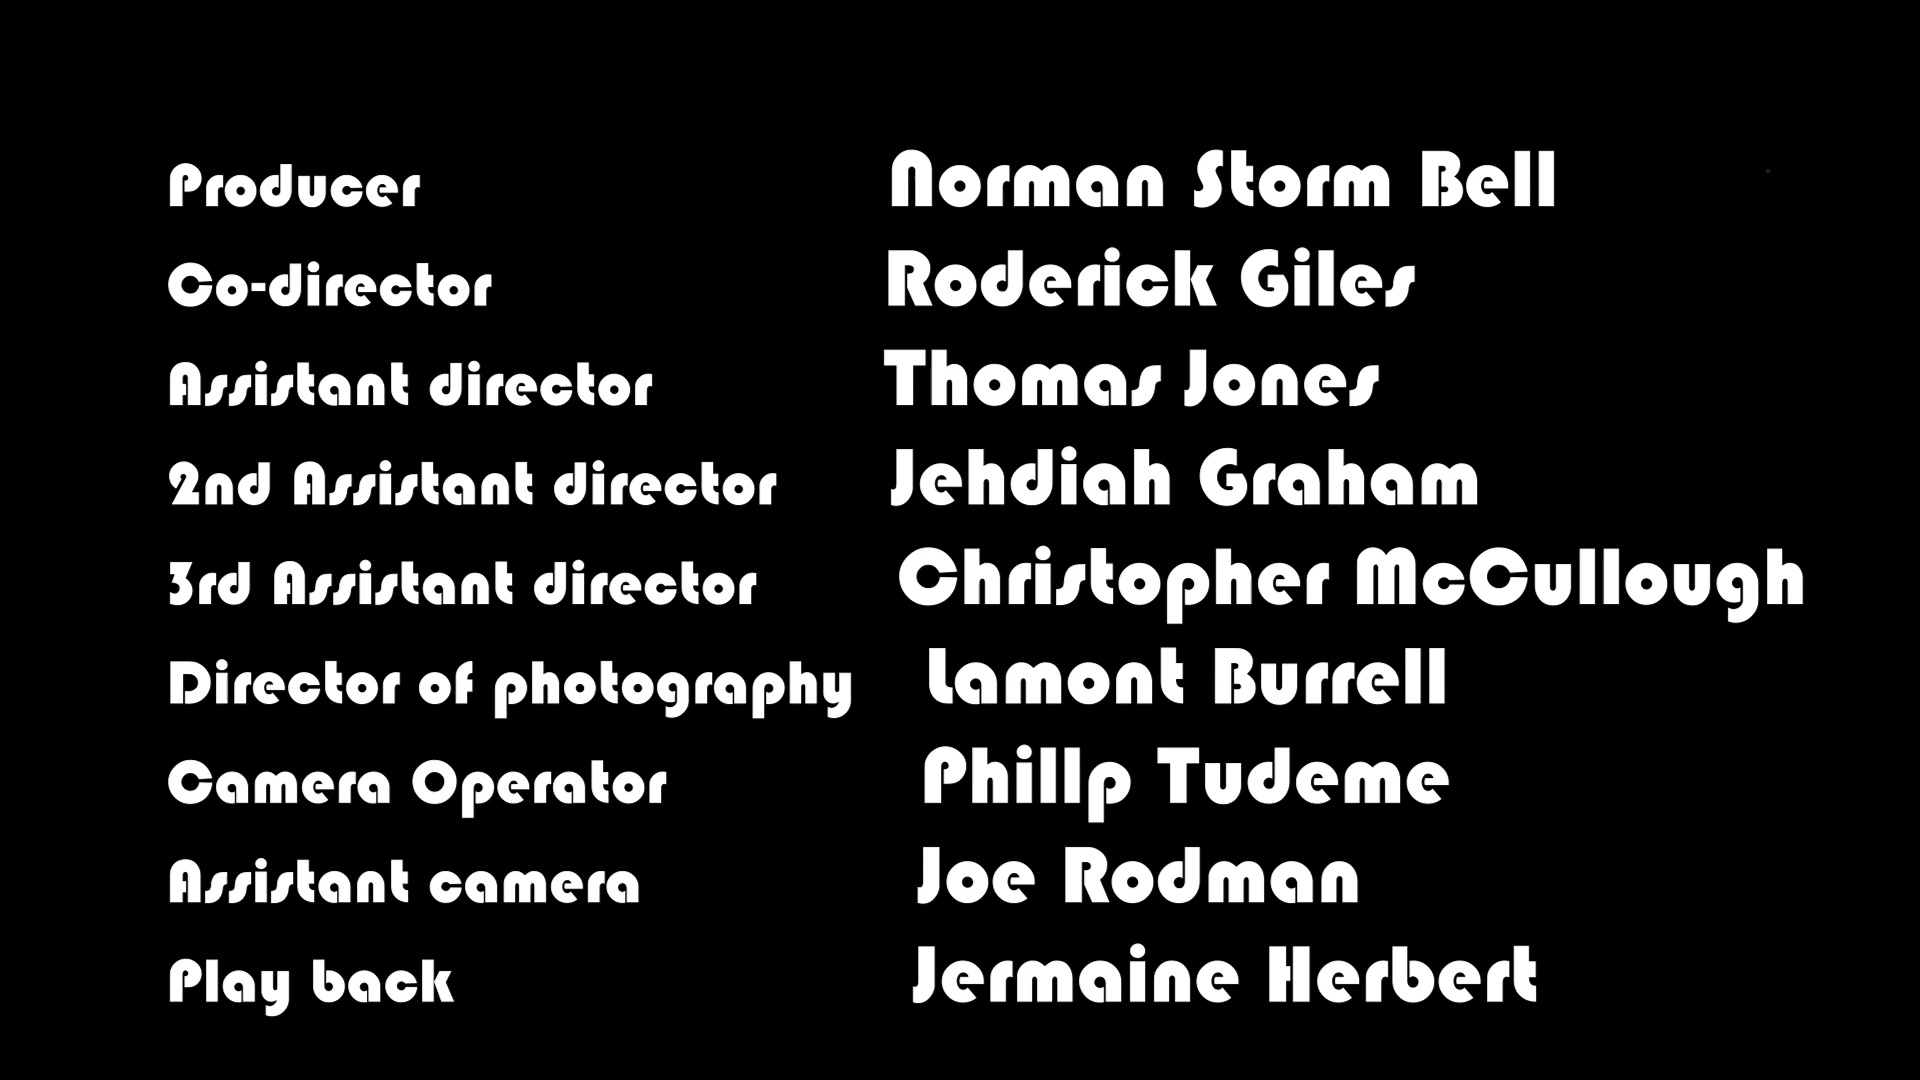 Producer Norman Storm Bell
Co-director Roderick Giles
Assistant director Thomas Jones
2nd Assistant director Jehdiah Graham
3rd Assistant director Christopher McCullough
Director of photography Lamont Burrell
Camera Operator Phillp Tudeme
Assistant camera Joe Rodman
Play back Jermaine Herbert